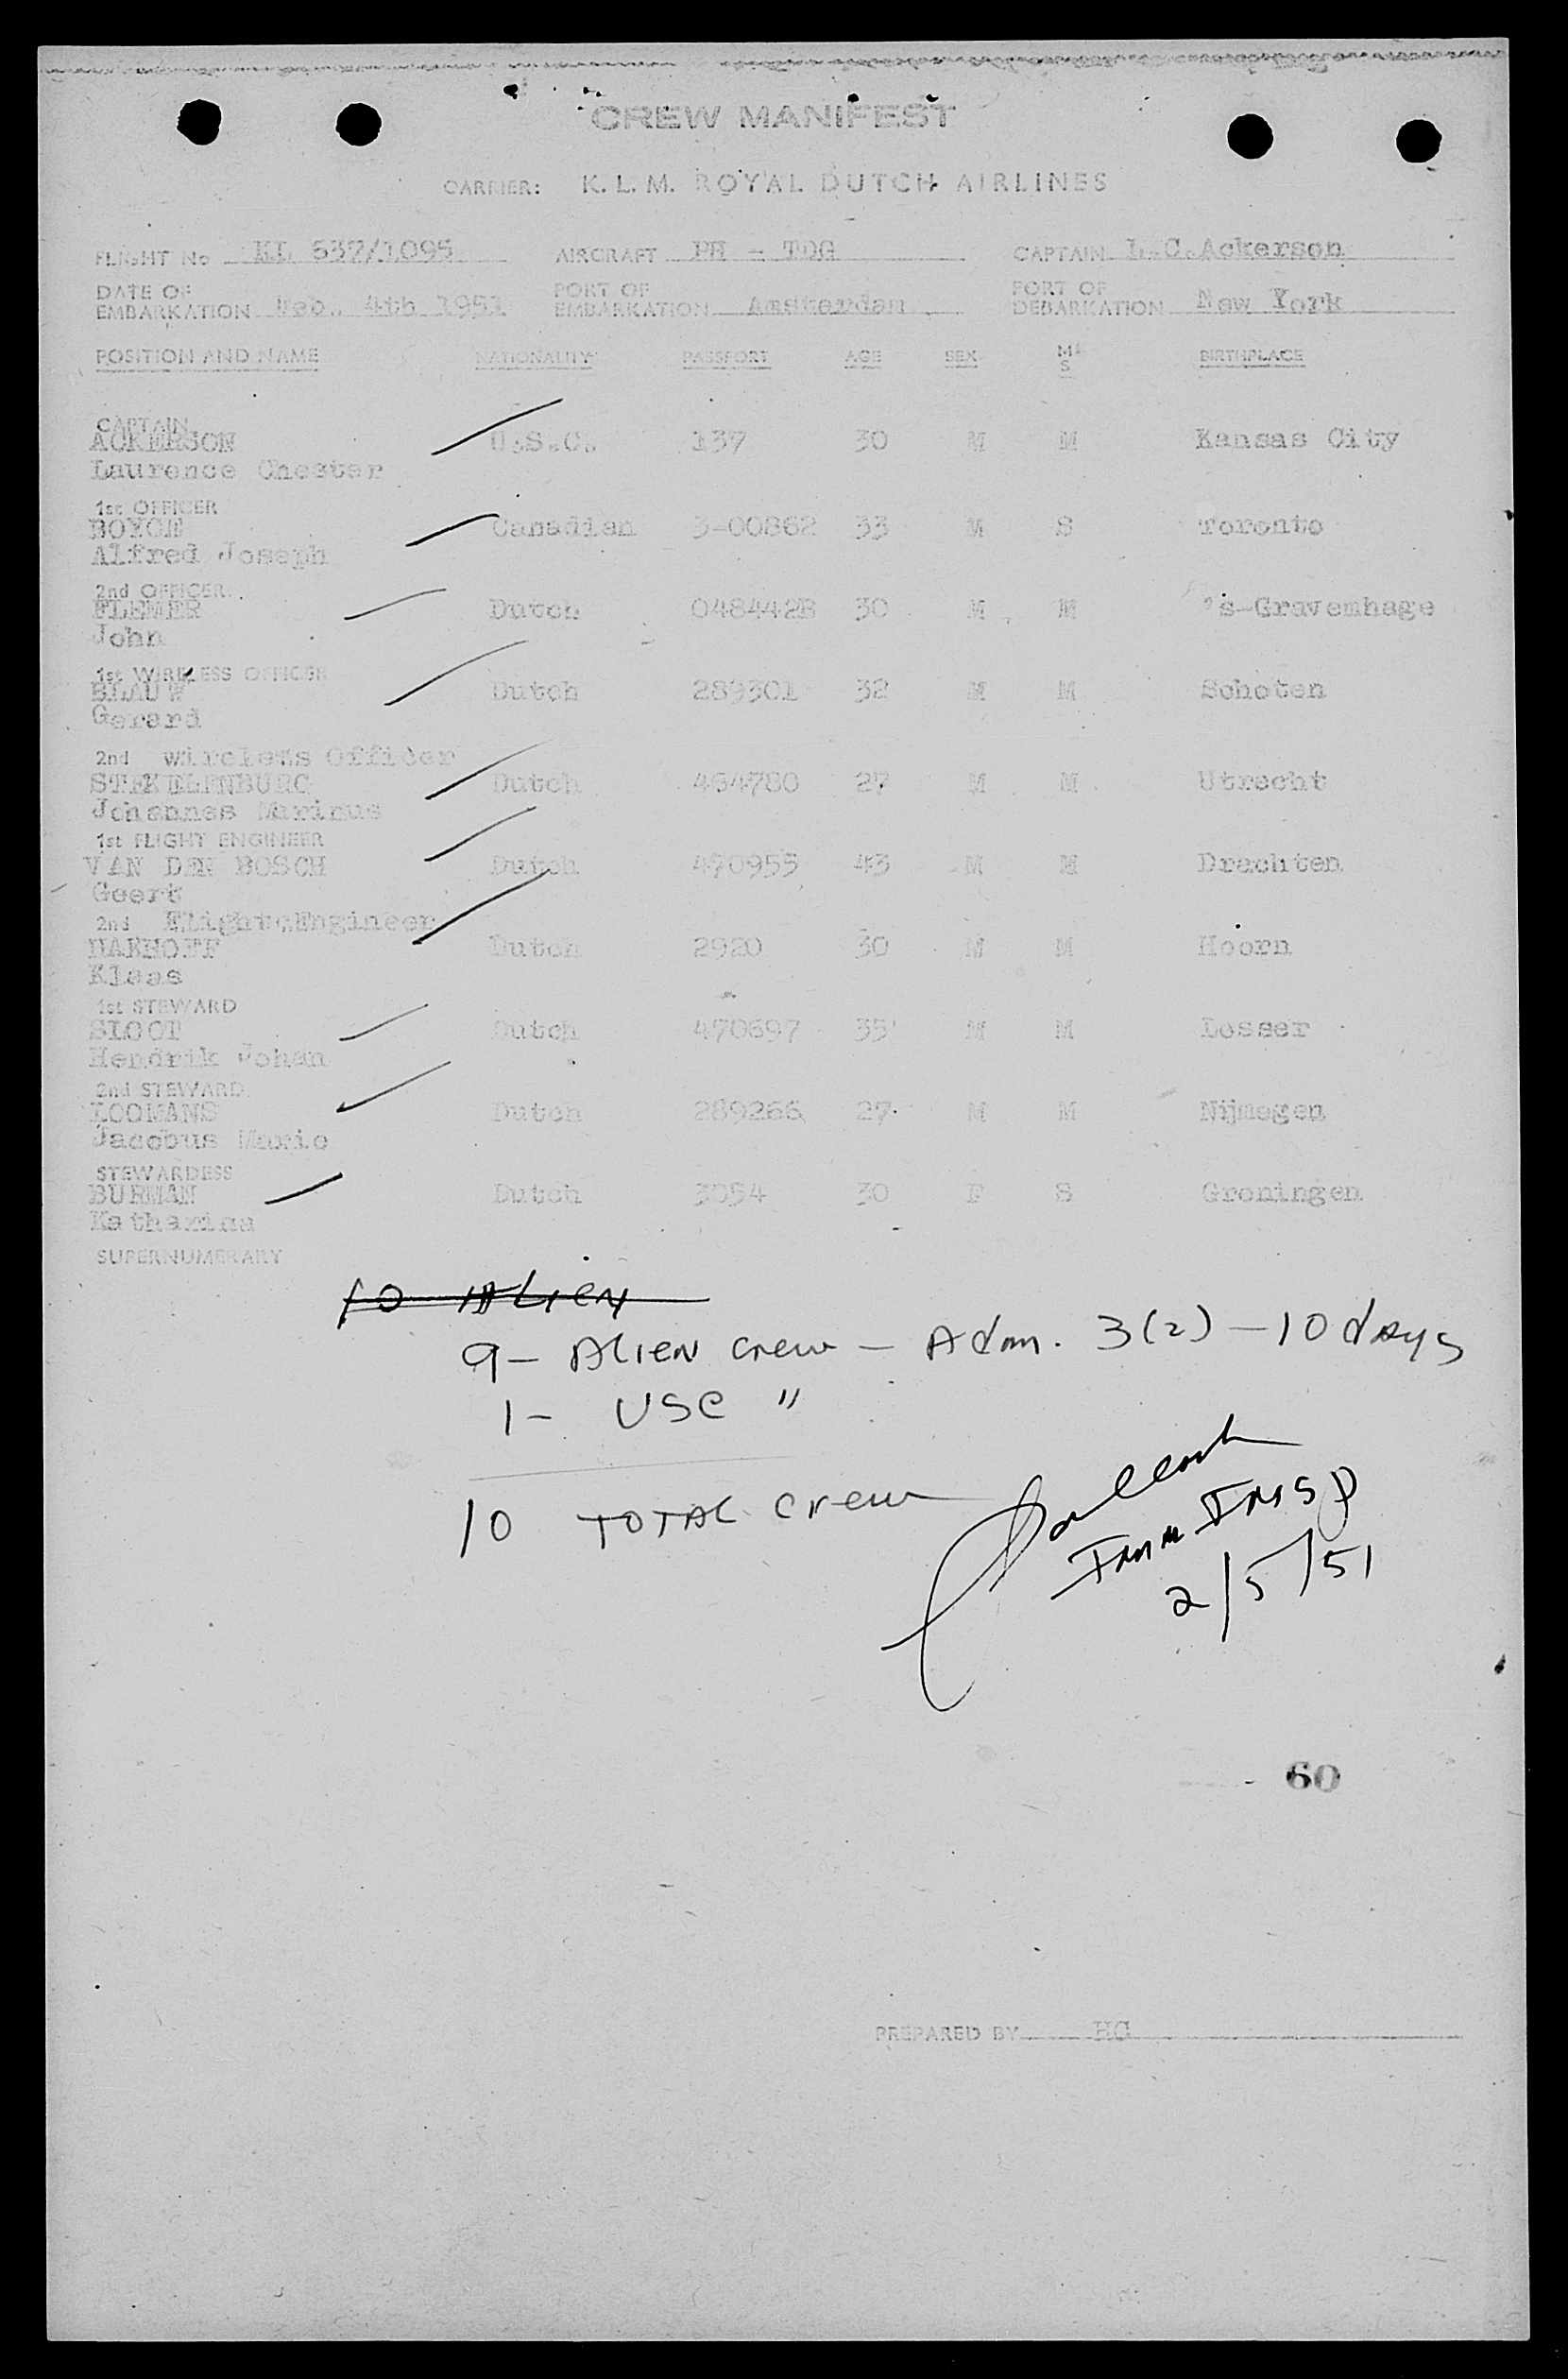 CREW MANIFEST
CARRIER: K. L. M. ROYAL DUTCH AIRLINES
FLIGHT No KL 537/1095 AIRCRAFT PH - TDG CAPTAIN L.C.Ackerson
DATE OF EMBARKATION Feb. 4th 1951 PORT OF EMBARKATION Amsterdam PORT OF DEBARKATION New York
POSITION AND NAME NATIONALITY PASSPORT AGE SEX M S BIRTHPLACE
CAPTAIN
ACKERSON U.S.C. 137 30 M M Kansas City
Laurence Chester
1st OFFICER
BOYCE Canadian 3-00862 33 M S Toronto
Alfred Joseph
2nd OFFICER
Dutch 048442B 30 M M 's-Gravenhage
John
1st WIRELESS OFFICER
BLAUW Dutch 289301 32 M M Schoten
Gerard
2nd Wireless Officer
STEKELENBURG Dutch 464780 27 M M Utrecht
Johannes Marinus
1st FLIGHT ENGINEER
VAN DEN BOSCH Dutch 470953 43 M M Drachten
Geert
2nd Flight Engineer
Dutch 2920 30 M M Hoorn
Klaas
1st STEWARD
SLOOT Dutch 470697 35 M M Losser
Hendrik Johan
2nd STEWARD
LOOMANS Dutch 289266 27 M M Nijmegen
Jacobus Mario
STEWARDESS
BURMAN Dutch 3054 30 F S Groningen
Katharina
SUPERNUMERARY
10 Alien
9 - Alien crew - Adm. 3(2) - 10 days
1 - USC "
10 TOTAL crew
Imm Insp
2/5/51
60
PREPARED BY HG